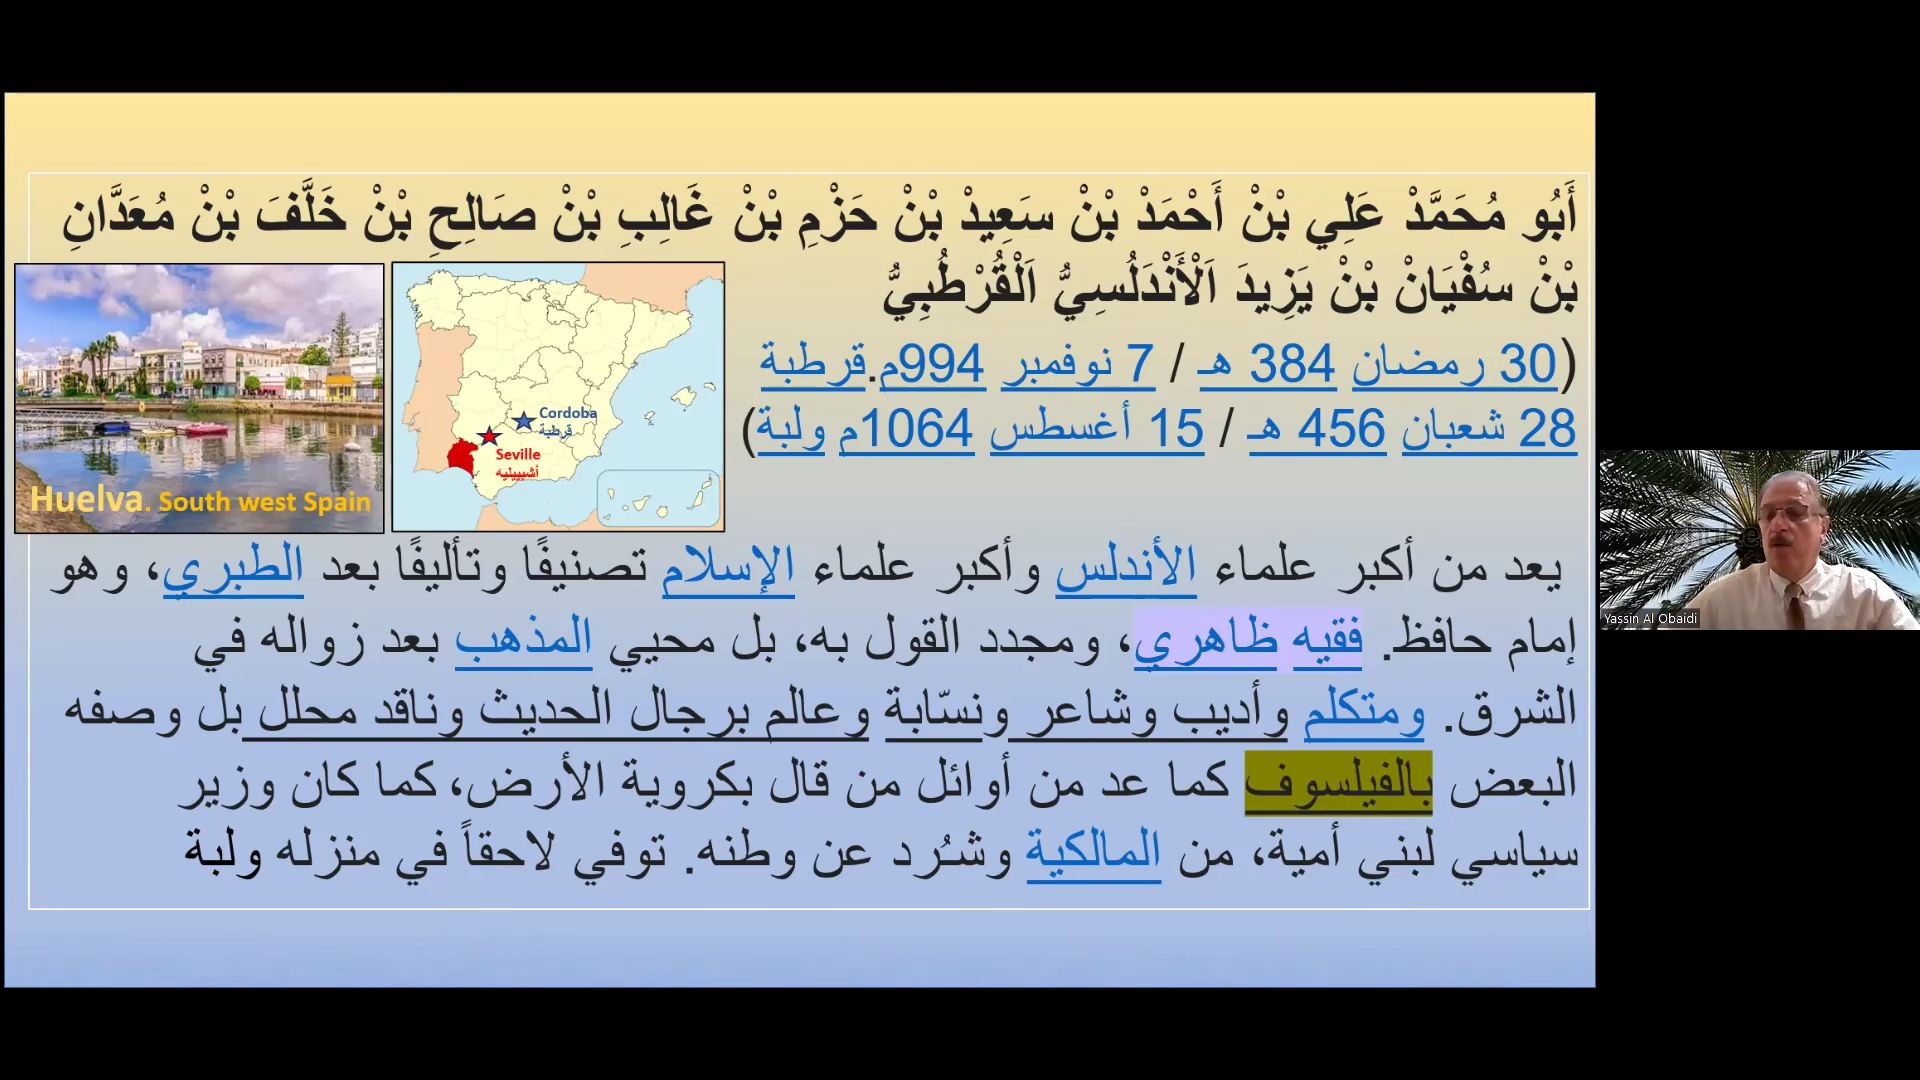 أَبُو مُحَمَّدْ عَلِي بْنْ أَحْمَدْ بْنْ سَعِيدْ بْنْ حَزْمِ بْنْ غَالِبِ بْنْ صَالِحِ بْنْ خَلَّفَ بْنْ مُعَدَّانِ
بْنْ سُفْيَانْ بْنْ يَزِيدَ اَلْأَنْدَلُسِيُّ اَلْقُرْطُبِيُّ
(30 رمضان 384 هـ / 7 نوفمبر 994م.قرطبة
28 شعبان 456 هـ / 15 أغسطس 1064م ولبة)
Cordoba
قرطبة
Seville
أشبيليه
Huelva. South west Spain
يعد من أكبر علماء الأندلس وأكبر علماء الإسلام تصنيفًا وتأليفًا بعد الطبري، وهو
إمام حافظ. فقيه ظاهري، ومجدد القول به، بل محيي المذهب بعد زواله في
الشرق. ومتكلم وأديب وشاعر ونسّابة وعالم برجال الحديث وناقد محلل بل وصفه
البعض بالفيلسوف كما عد من أوائل من قال بكروية الأرض، كما كان وزير
سياسي لبني أمية، من المالكية وشُرد عن وطنه. توفي لاحقاً في منزله ولبة
Yassin Al Obaidi